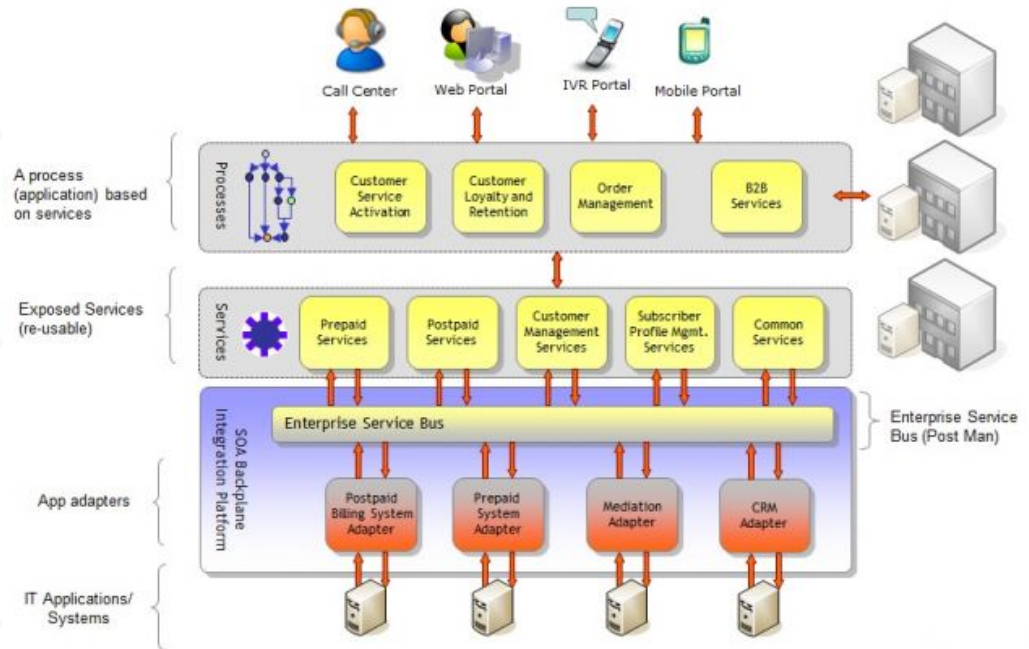 Call Center
Web Portal
IVR Portal
Mobile Portal
A process
(application) based
on services
Processes
Customer
Service
Activation
Customer
Loyalty and
Retention
Order
Management
B2B
Services
Exposed Services
(re-usable)
Services
Prepaid
Services
Postpaid
Services
Customer
Management
Services
Subscriber
Profile Mgmt.
Services
Common
Services
SOA Backplane
Integration Platform
Enterprise Service Bus
Enterprise Service
Bus (Post Man)
App adapters
Postpaid
Billing System
Adapter
Prepaid
System
Adapter
Mediation
Adapter
CRM
Adapter
IT Applications/
Systems